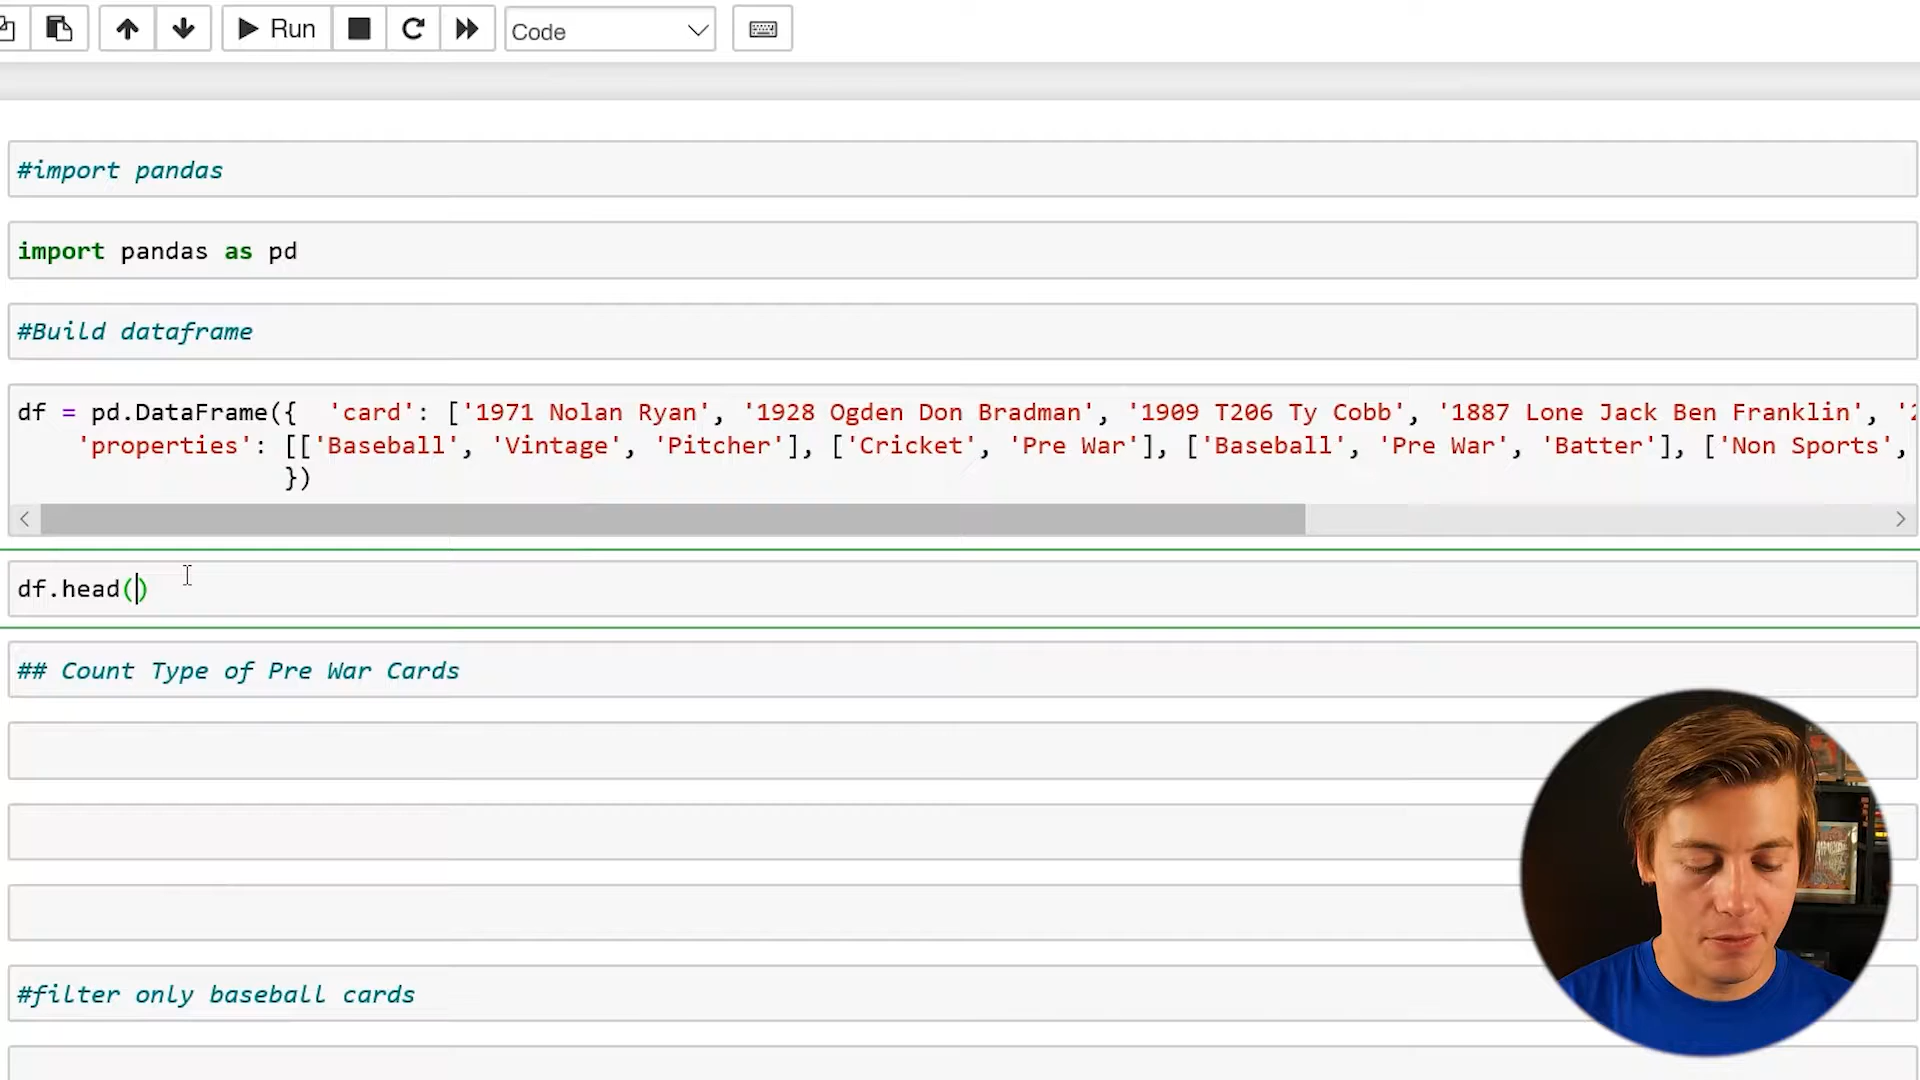 Run
Code
#import pandas
import pandas as pd
#Build dataframe
df = pd.DataFrame({  'card': ['1971 Nolan Ryan', '1928 Ogden Don Bradman', '1909 T206 Ty Cobb', '1887 Lone Jack Ben Franklin', '2
'properties': [['Baseball', 'Vintage', 'Pitcher'], ['Cricket', 'Pre War'], ['Baseball', 'Pre War', 'Batter'], ['Non Sports',
})
df.head()
## Count Type of Pre War Cards
#filter only baseball cards